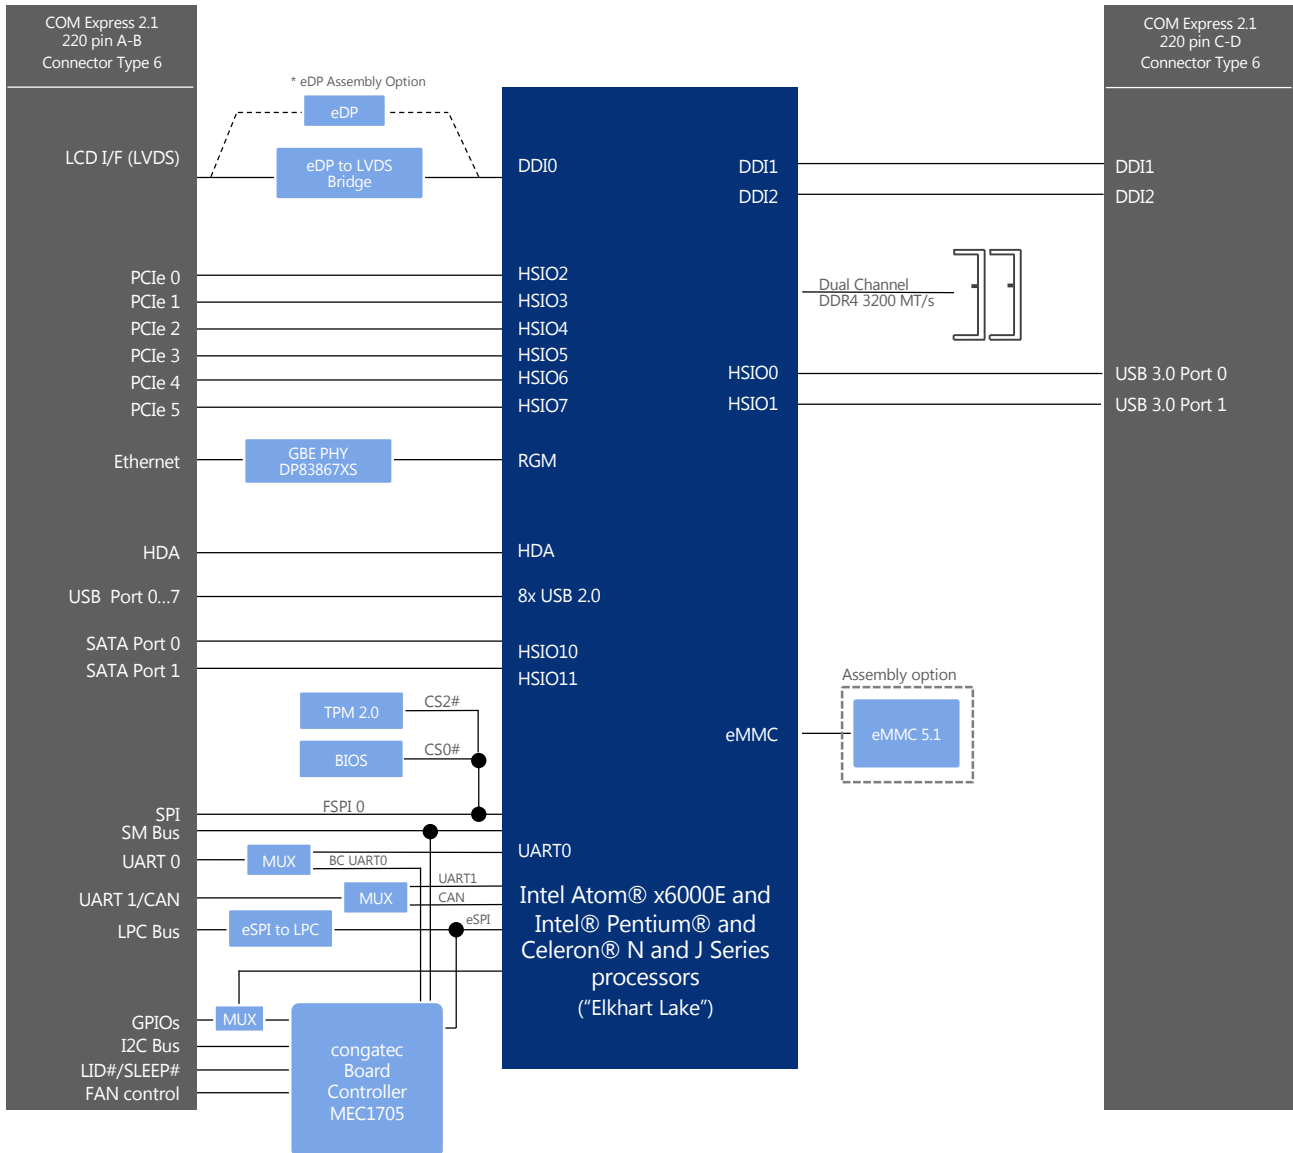 COM Express 2.1
220 pin A-B
Connector Type 6
LCD I/F (LVDS)
PCIe 0
PCIe 1
PCIe 2
PCIe 3
PCIe 4
PCIe 5
Ethernet
HDA
USB Port 0...7
SATA Port 0
SATA Port 1
SPI
SM Bus
UART 0
UART 1/CAN
LPC Bus
GPIOs
I2C Bus
LID#/SLEEP#
FAN control
* eDP Assembly Option
eDP
eDP to LVDS
Bridge
GBE PHY
DP83867XS
TPM 2.0
CS2#
BIOS
CS0#
FSPI 0
MUX
BC UART0
MUX
UART1
CAN
eSPI to LPC
eSPI
MUX
congatec
Board
Controller
MEC1705
DDI0
HSIO2
HSIO3
HSIO4
HSIO5
HSIO6
HSIO7
RGM
HDA
8x USB 2.0
HSIO10
HSIO11
UART0
DDI1
DDI2
HSIO0
HSIO1
eMMC
Intel Atom® x6000E and
Intel® Pentium® and
Celeron® N and J Series
processors
(“Elkhart Lake”)
Dual Channel
DDR4 3200 MT/s
Assembly option
eMMC 5.1
COM Express 2.1
220 pin C-D
Connector Type 6
DDI1
DDI2
USB 3.0 Port 0
USB 3.0 Port 1